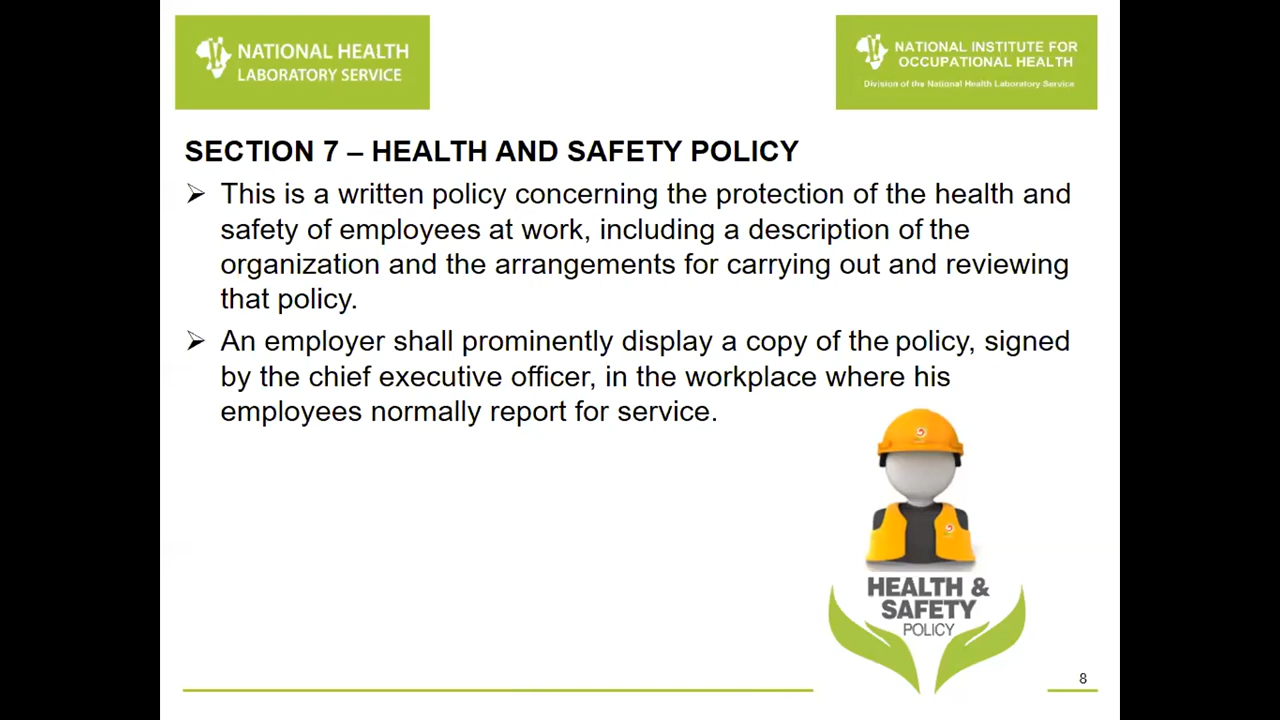 NATIONAL HEALTH
LABORATORY SERVICE
NATIONAL INSTITUTE FOR
OCCUPATIONAL HEALTH
Division of the National Health Laboratory Service
SECTION 7 – HEALTH AND SAFETY POLICY
➢ This is a written policy concerning the protection of the health and
safety of employees at work, including a description of the
organization and the arrangements for carrying out and reviewing
that policy.
➢ An employer shall prominently display a copy of the policy, signed
by the chief executive officer, in the workplace where his
employees normally report for service.
HEALTH &
SAFETY
POLICY
8